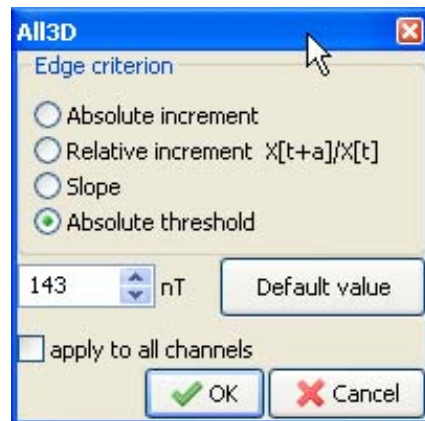 All3D
Edge criterion
Absolute increment
Relative increment X[t+a]/X[t]
Slope
Absolute threshold
143 nT Default value
apply to all channels
OK Cancel